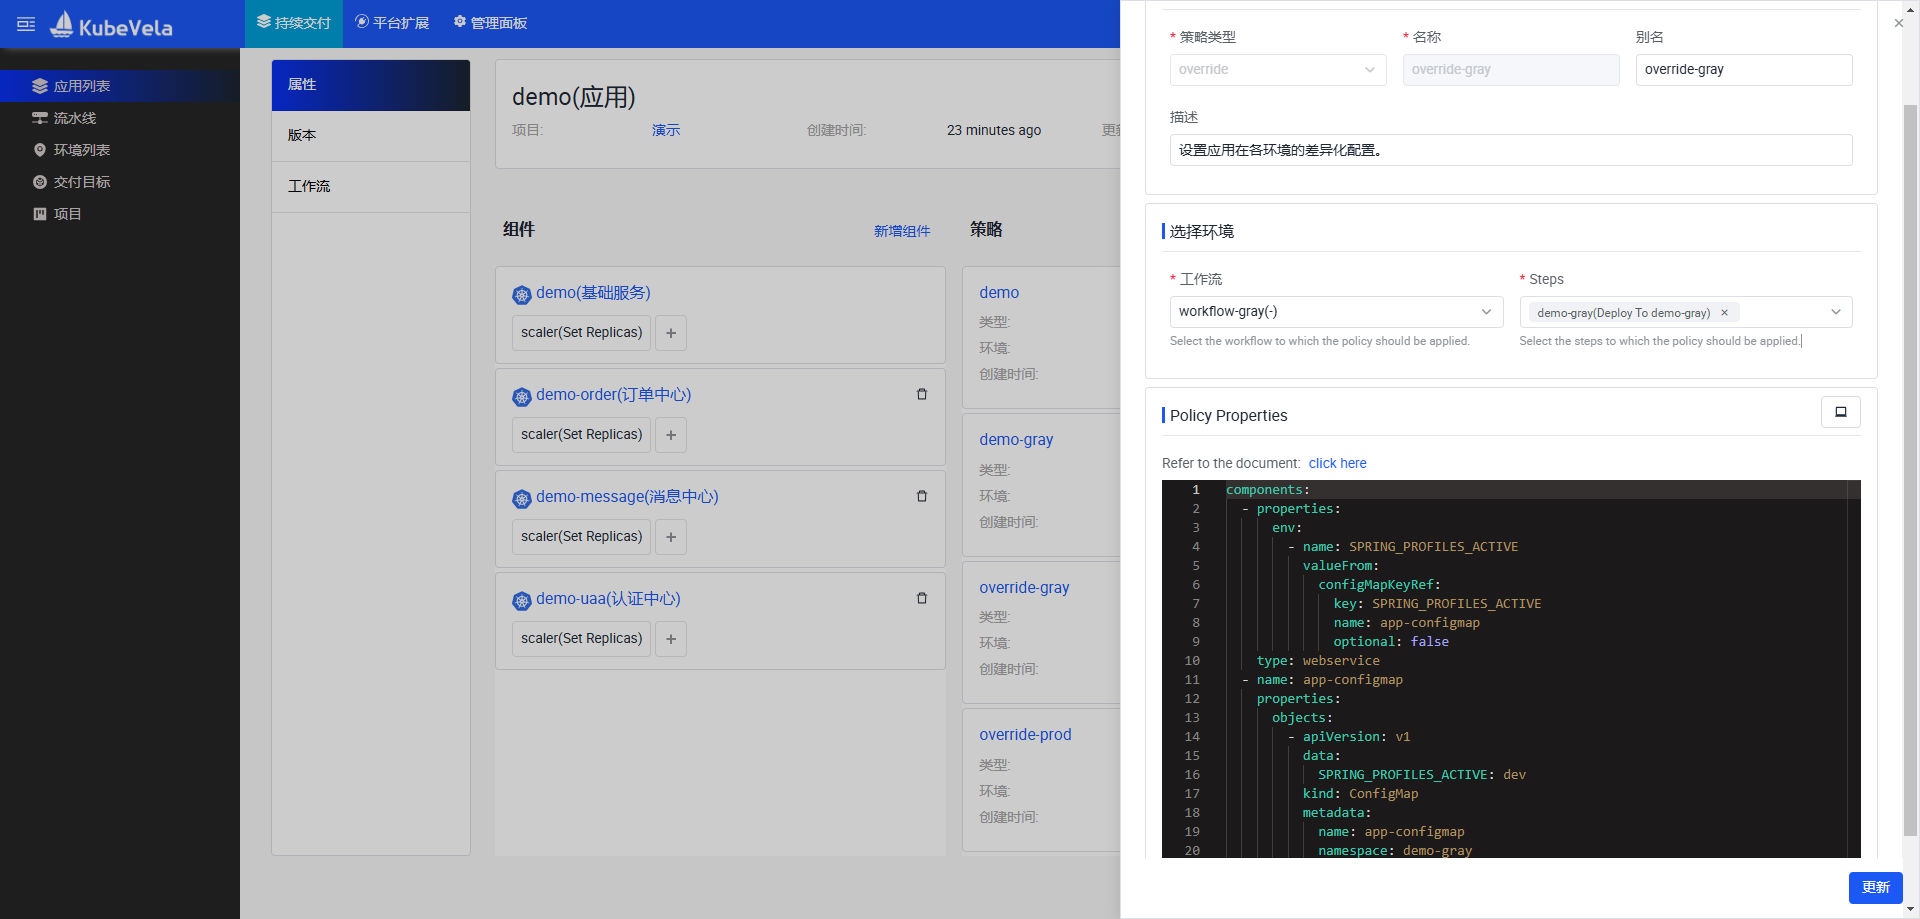 KubeVela
持续交付
平台扩展
管理面板
应用列表
流水线
环境列表
交付目标
项目
属性
版本
工作流
demo(应用)
项目:
演示
创建时间:
23 minutes ago
组件
新增组件
策略
demo(基础服务)
scaler(Set Replicas)
+
demo-order(订单中心)
scaler(Set Replicas)
+
demo-message(消息中心)
scaler(Set Replicas)
+
demo-uaa(认证中心)
scaler(Set Replicas)
+
demo
类型:
环境:
创建时间:
demo-gray
类型:
环境:
创建时间:
override-gray
类型:
环境:
创建时间:
override-prod
类型:
环境:
创建时间:
* 策略类型
override
* 名称
override-gray
别名
override-gray
描述
设置应用在各环境的差异化配置。
选择环境
* 工作流
workflow-gray(-)
Select the workflow to which the policy should be applied.
* Steps
demo-gray(Deploy To demo-gray) ×
Select the steps to which the policy should be applied.
Policy Properties
Refer to the document: click here
1 components:
2 - properties:
3 env:
4 - name: SPRING_PROFILES_ACTIVE
5 valueFrom:
6 configMapKeyRef:
7 key: SPRING_PROFILES_ACTIVE
8 name: app-configmap
9 optional: false
10 type: webservice
11 - name: app-configmap
12 properties:
13 objects:
14 - apiVersion: v1
15 data:
16 SPRING_PROFILES_ACTIVE: dev
17 kind: ConfigMap
18 metadata:
19 name: app-configmap
20 namespace: demo-gray
更新